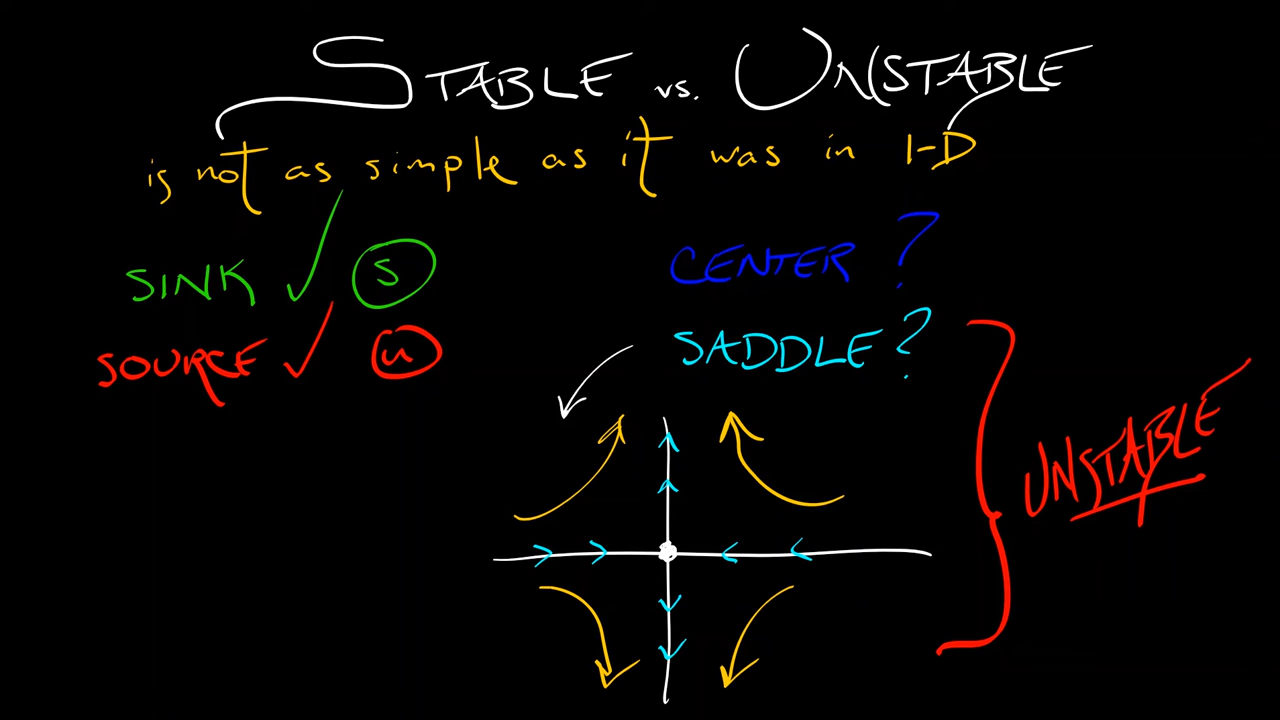 STABLE vs. UNSTABLE
is not as simple as it was in 1-D
SINK ✓ S
SOURCE ✓ u
CENTER ?
SADDLE ?
UNSTABLE